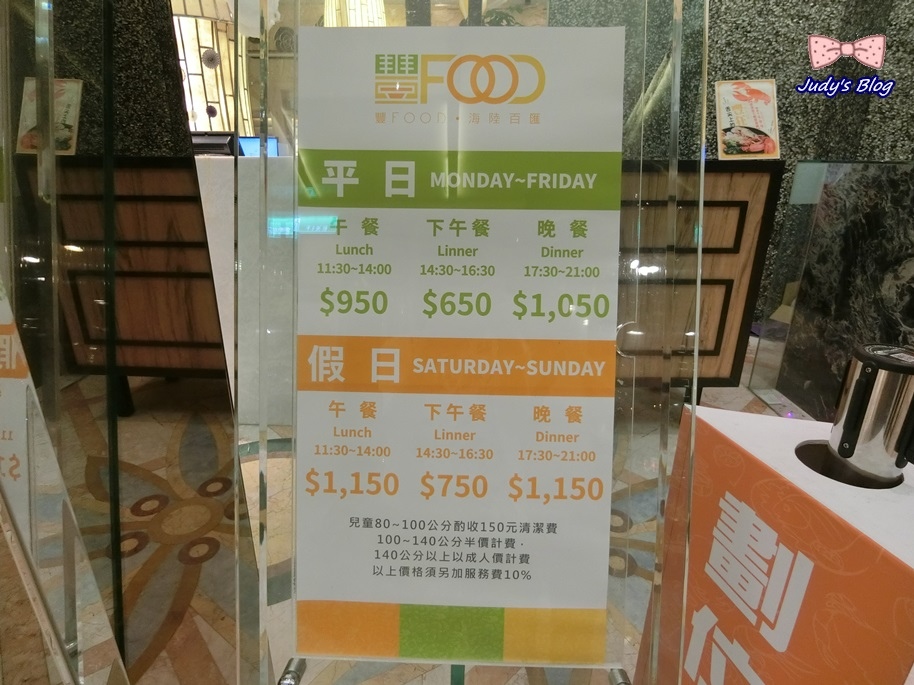 Judy's Blog
豐FOOD
豐FOOD・海陸百匯
平日 MONDAY~FRIDAY
午餐 下午餐 晚餐
Lunch Linner Dinner
11:30~14:00 14:30~16:30 17:30~21:00
$950 $650 $1,050
假日 SATURDAY~SUNDAY
午餐 下午餐 晚餐
Lunch Linner Dinner
11:30~14:00 14:30~16:30 17:30~21:00
$1,150 $750 $1,150
兒童80~100公分酌收150元清潔費
100~140公分半價計費．
140公分以上以成人價計費
以上價格須另加服務費10%
劃位